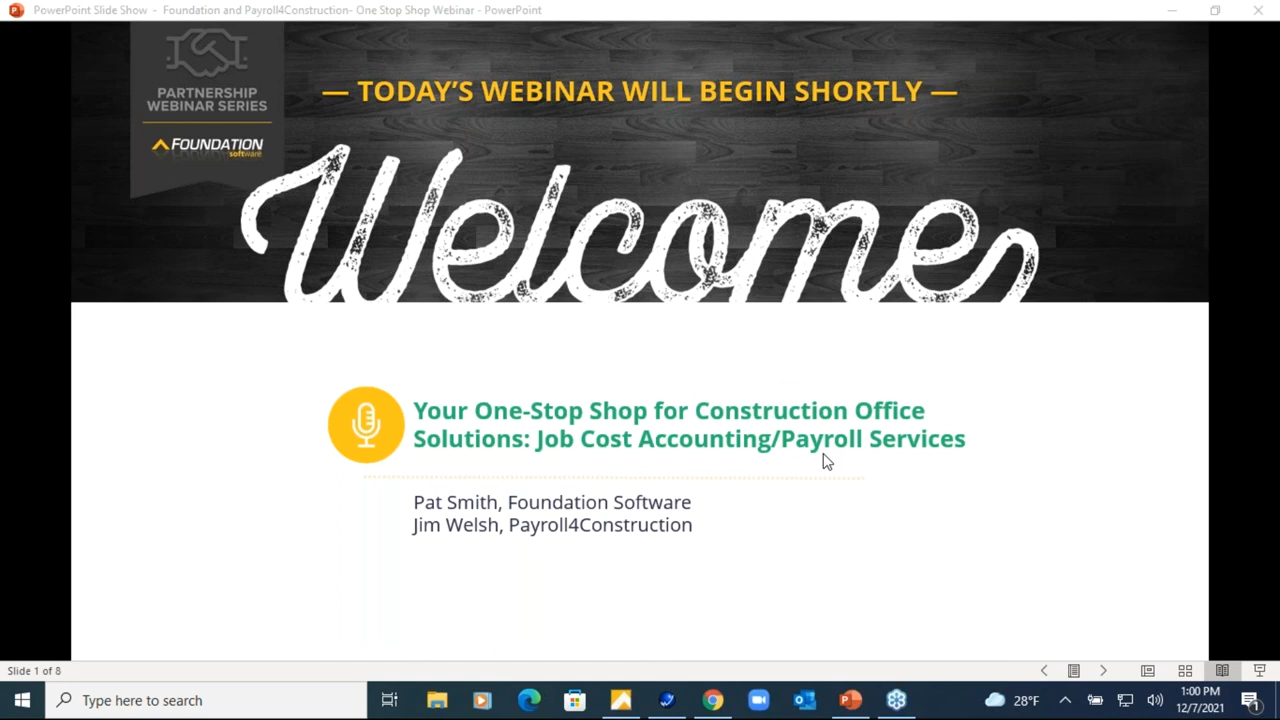 PowerPoint Slide Show - Foundation and Payroll4Construction- One Stop Shop Webinar - PowerPoint
PARTNERSHIP
WEBINAR SERIES
FOUNDATION
software
— TODAY'S WEBINAR WILL BEGIN SHORTLY —
Welcome
Your One-Stop Shop for Construction Office
Solutions: Job Cost Accounting/Payroll Services
Pat Smith, Foundation Software
Jim Welsh, Payroll4Construction
Slide 1 of 8
Type here to search
28°F
1:00 PM
12/7/2021
1